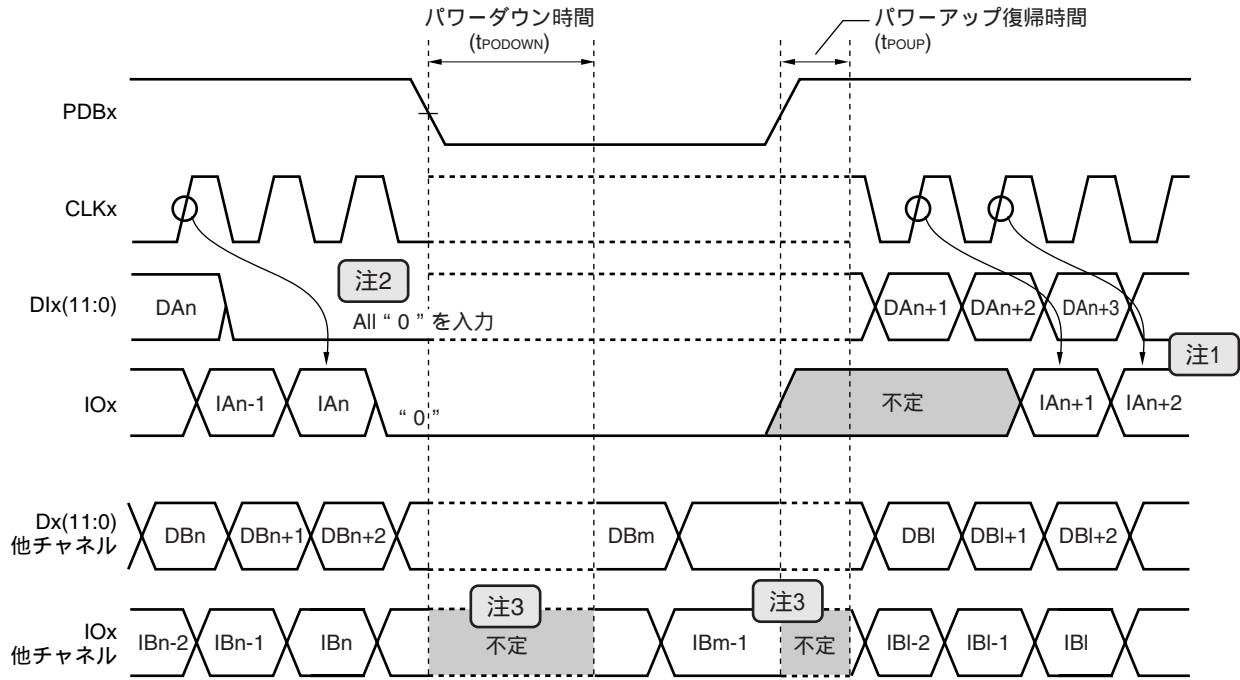 パワーダウン時間
(tPODOWN)
パワーアップ復帰時間
(tPOUP)
PDBx
CLKx
注2
DIx(11:0)
DAn
All “ 0 ” を入力
DAn+1
DAn+2
DAn+3
注1
IOx
IAn-1
IAn
“ 0 ”
不定
IAn+1
IAn+2
Dx(11:0)
他チャネル
DBn
DBn+1
DBn+2
DBm
DBl
DBl+1
DBl+2
注3
注3
IOx
他チャネル
IBn-2
IBn-1
IBn
不定
IBm-1
不定
IBl-2
IBl-1
IBl